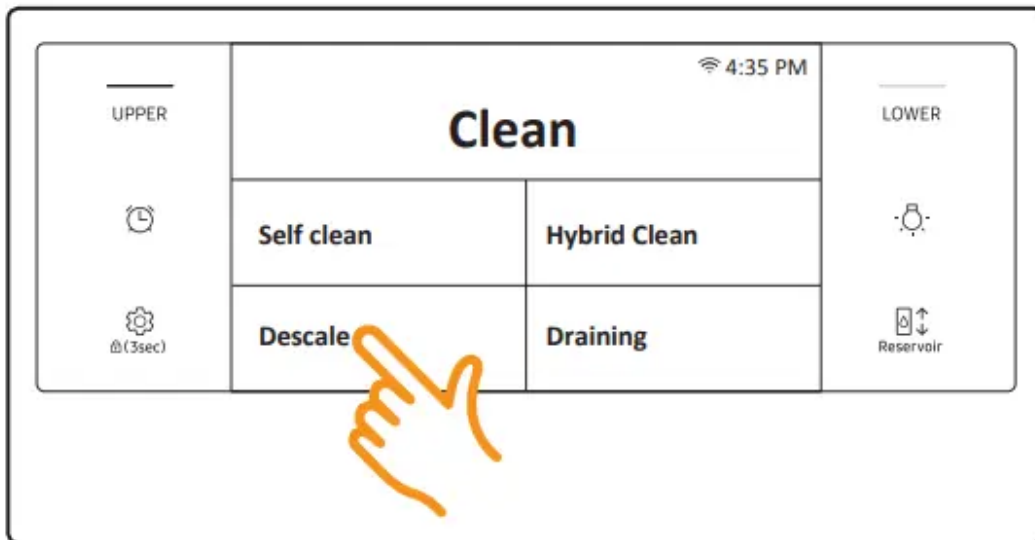 4:35 PM
UPPER
Clean
LOWER
Self clean
Hybrid Clean
Descale
Draining
(3sec)
Reservoir